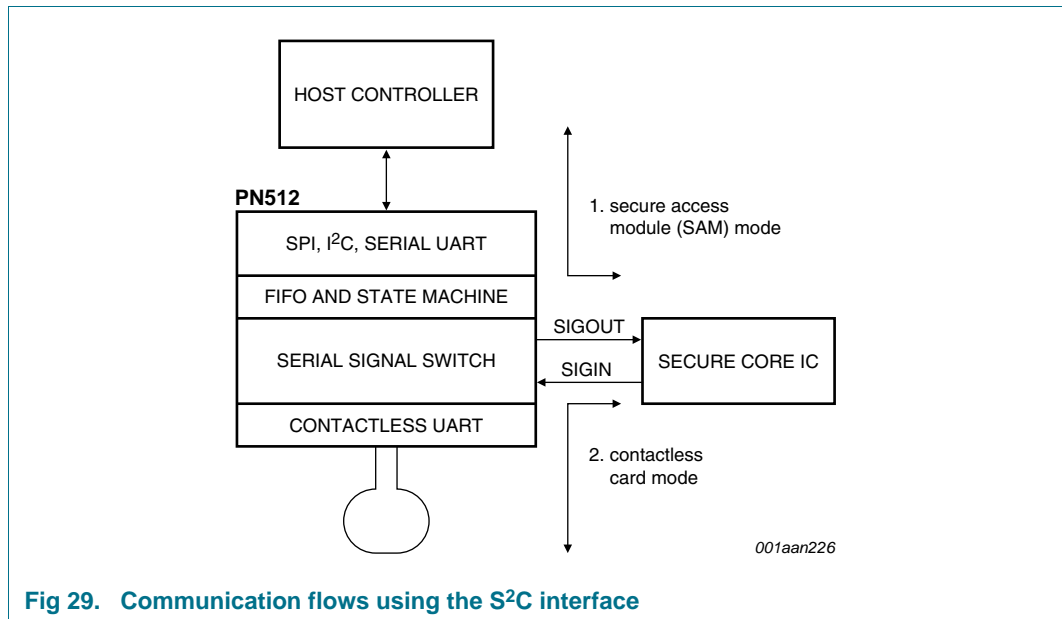 HOST CONTROLLER
PN512
SPI, I²C, SERIAL UART
FIFO AND STATE MACHINE
SERIAL SIGNAL SWITCH
CONTACTLESS UART
SIGOUT
SIGIN
SECURE CORE IC
1. secure access
module (SAM) mode
2. contactless
card mode
001aan226
Fig 29. Communication flows using the S²C interface